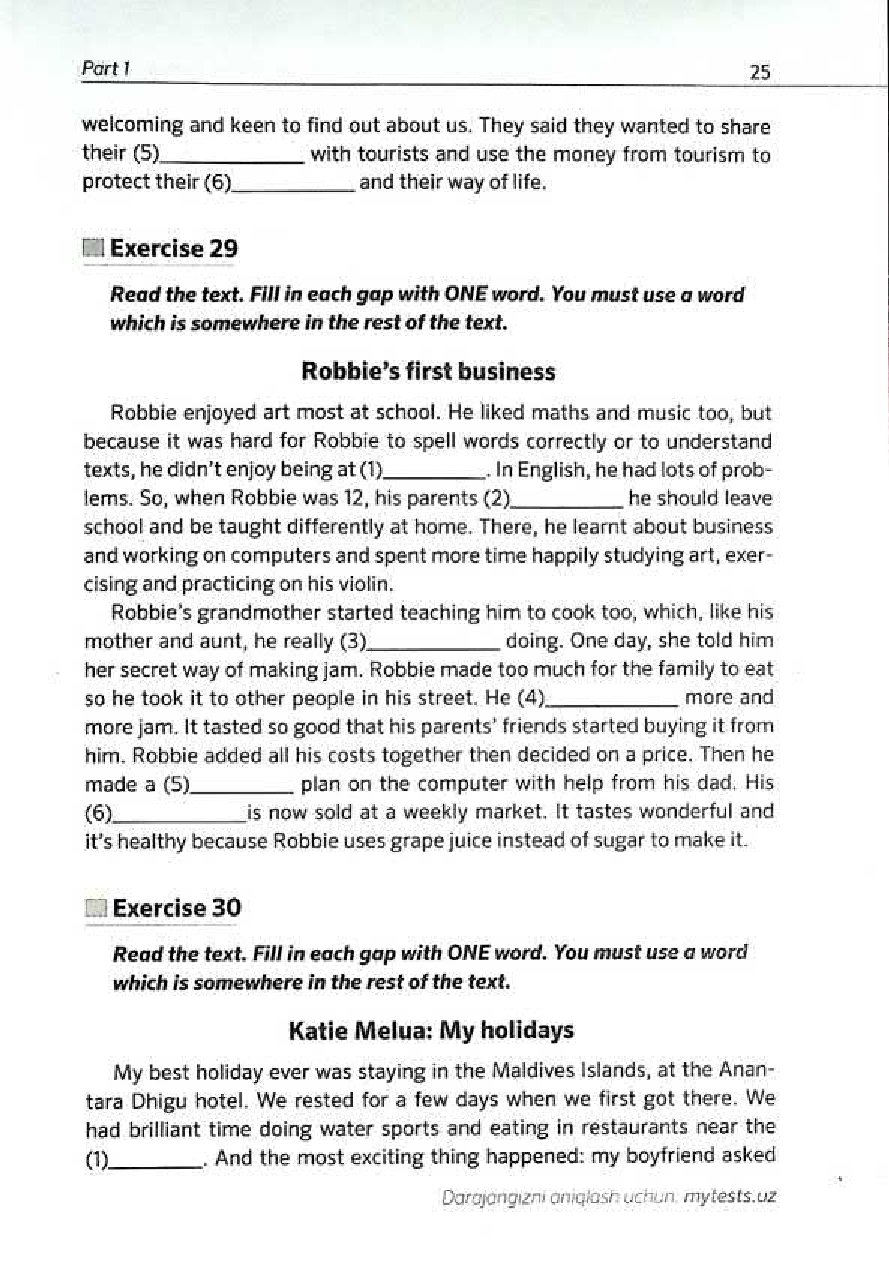 Part 1
25
welcoming and keen to find out about us. They said they wanted to share
their (5)____________ with tourists and use the money from tourism to
protect their (6)____________ and their way of life.
Exercise 29
Read the text. Fill in each gap with ONE word. You must use a word
which is somewhere in the rest of the text.
Robbie's first business
Robbie enjoyed art most at school. He liked maths and music too, but
because it was hard for Robbie to spell words correctly or to understand
texts, he didn't enjoy being at (1)__________. In English, he had lots of prob-
lems. So, when Robbie was 12, his parents (2)__________ he should leave
school and be taught differently at home. There, he learnt about business
and working on computers and spent more time happily studying art, exer-
cising and practicing on his violin.
Robbie's grandmother started teaching him to cook too, which, like his
mother and aunt, he really (3)____________ doing. One day, she told him
her secret way of making jam. Robbie made too much for the family to eat
so he took it to other people in his street. He (4)____________ more and
more jam. It tasted so good that his parents' friends started buying it from
him. Robbie added all his costs together then decided on a price. Then he
made a (5)__________ plan on the computer with help from his dad. His
(6)____________is now sold at a weekly market. It tastes wonderful and
it's healthy because Robbie uses grape juice instead of sugar to make it.
Exercise 30
Read the text. Fill in each gap with ONE word. You must use a word
which is somewhere in the rest of the text.
Katie Melua: My holidays
My best holiday ever was staying in the Maldives Islands, at the Anan-
tara Dhigu hotel. We rested for a few days when we first got there. We
had brilliant time doing water sports and eating in restaurants near the
(1)_________. And the most exciting thing happened: my boyfriend asked
Darajangizni aniqlash uchun: mytests.uz